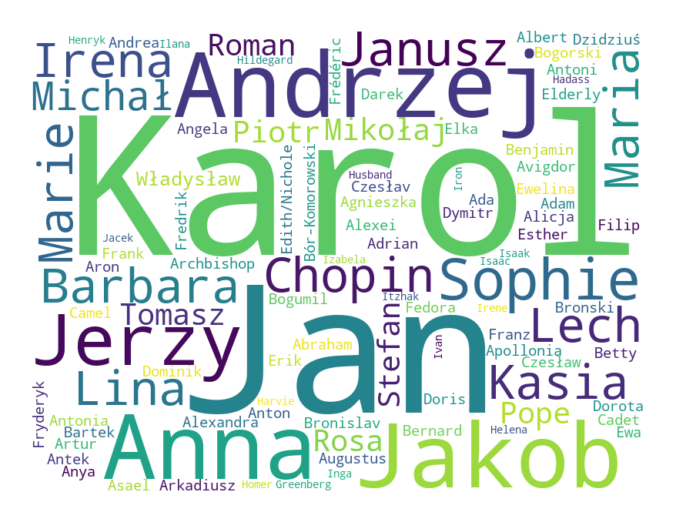 Henryk
Andrea
Ilana
Roman
Hildegard
Frédéric
Janusz
Albert
Dzidziuś
Bogorski
Irena
Andrzej
Antoni
Hadass
Maria
Michał
Darek
Elderly
Marie
Karol
Angela
Piotr
Mikołaj
Elka
Benjamin
Władysław
Edith/Nichole
Bór-Komorowski
Husband
Czesłav
Agnieszka
Iron
Avigdor
Ewelina
Ada
Adam
Dymitr
Alicja
Fredrik
Alexei
Esther
Filip
Jacek
Frank
Adrian
Aron
Archbishop
Izabela
Isaak
Isaac
Barbara
Chopin
Sophie
Jan
Bogumil
Itzhak
Camel
Tomasz
Stefan
Fedora
Irene
Bronski
Lech
Jerzy
Abraham
Ivan
Franz
Apollonia
Betty
Erik
Czesław
Dominik
Lina
Kasia
Fryderyk
Harvie
Doris
Pope
Dorota
Antonia
Alexandra
Anton
Bronislav
Cadet
Bartek
Anna
Rosa
Bernard
Helena
Ewa
Artur
Jakob
Antek
Augustus
Anya
Inga
Asael
Arkadiusz
Homer
Greenberg